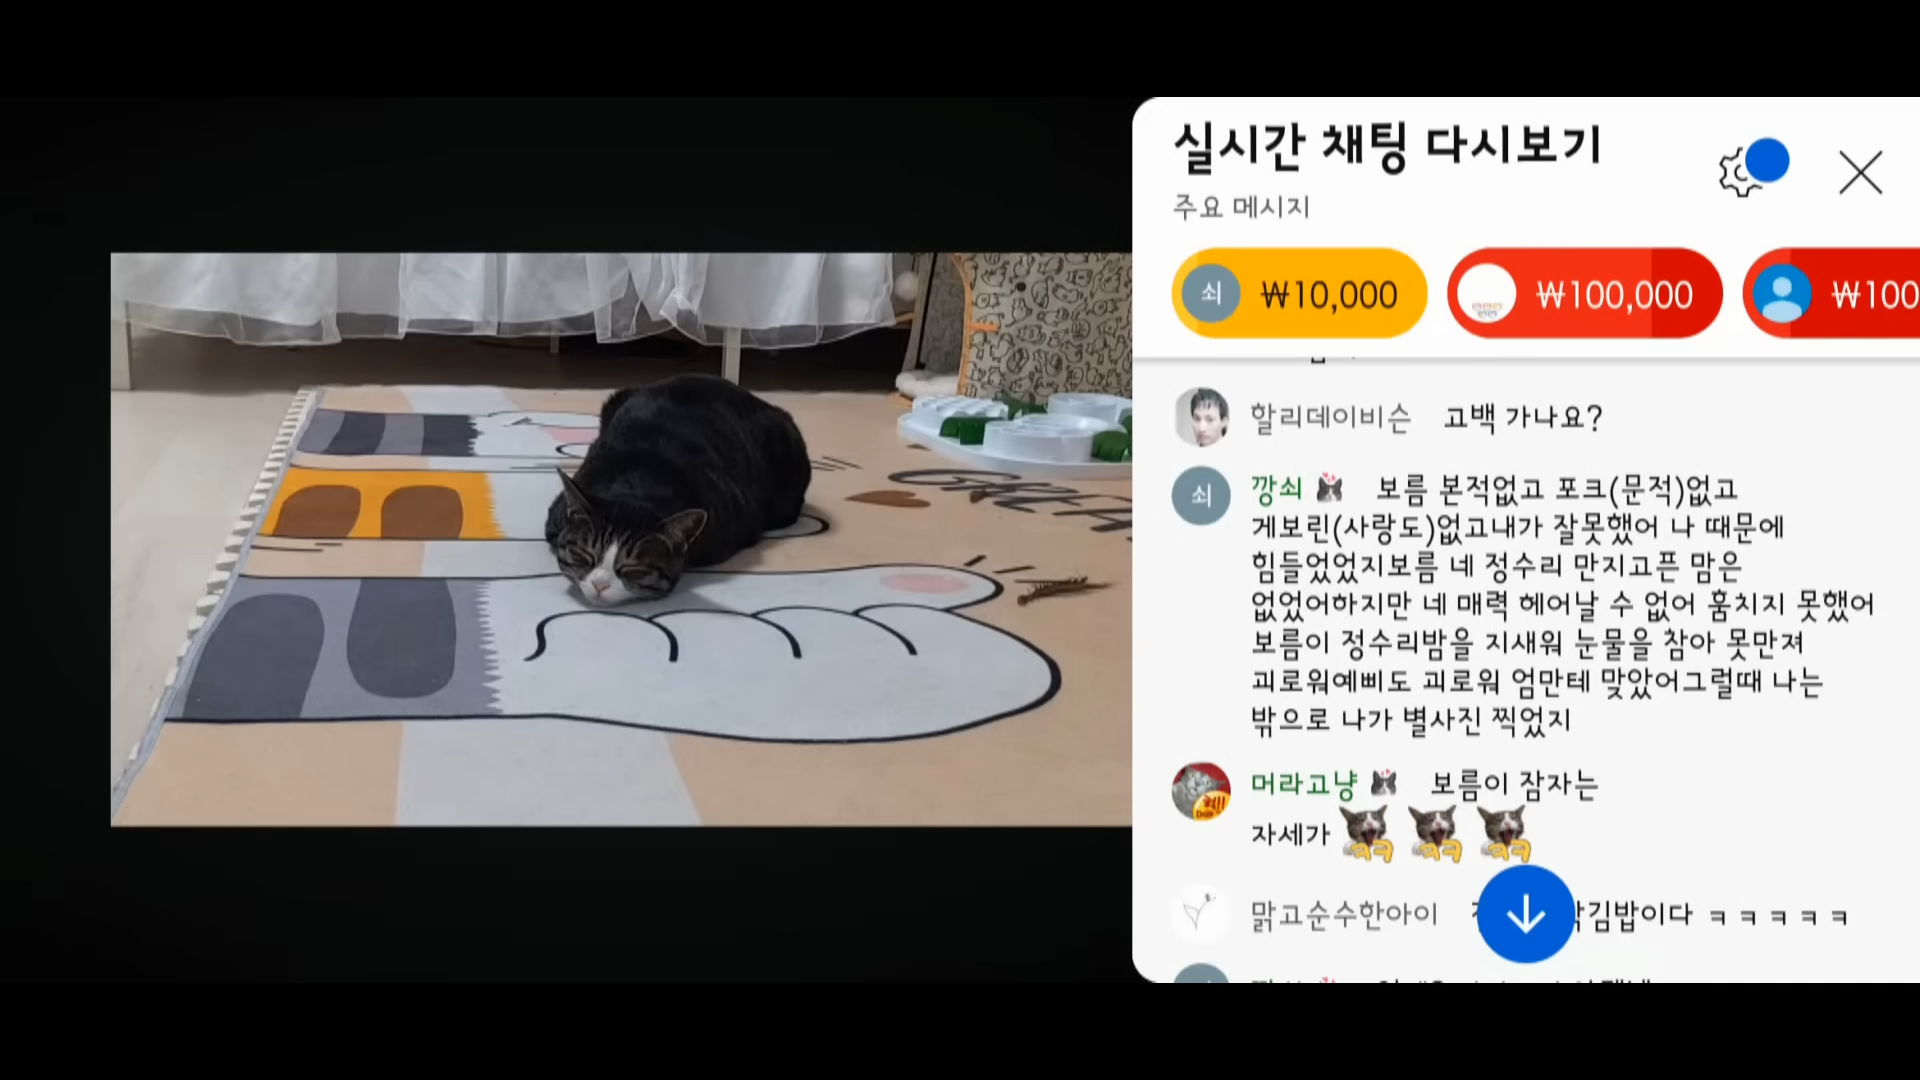 실시간 채팅 다시보기
주요 메시지
쇠 ₩10,000
₩100,000
₩100
할리데이비슨 고백 가나요?
쇠 깡쇠 보름 본적없고 포크(문적)없고
게보린(사랑도)없고내가 잘못했어 나 때문에
힘들었었지보름 네 정수리 만지고픈 맘은
없었어하지만 네 매력 헤어날 수 없어 훔치지 못했어
보름이 정수리밤을 지새워 눈물을 참아 못만져
괴로워예삐도 괴로워 엄만테 맞았어그럴때 나는
밖으로 나가 별사진 찍었지
머라고냥 보름이 잠자는
자세가 ㅋㅋ ㅋㅋ ㅋㅋ
맑고순수한아이 김밥이다 ㅋㅋㅋㅋㅋ